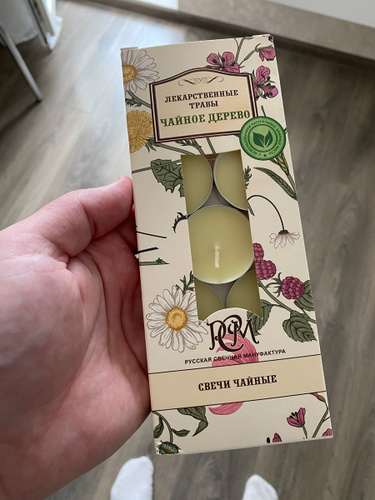 ЛЕКАРСТВЕННЫЕ
ТРАВЫ
ЧАЙНОЕ ДЕРЕВО
РСМ
РУССКАЯ СВЕЧНАЯ МАНУФАКТУРА
СВЕЧИ ЧАЙНЫЕ